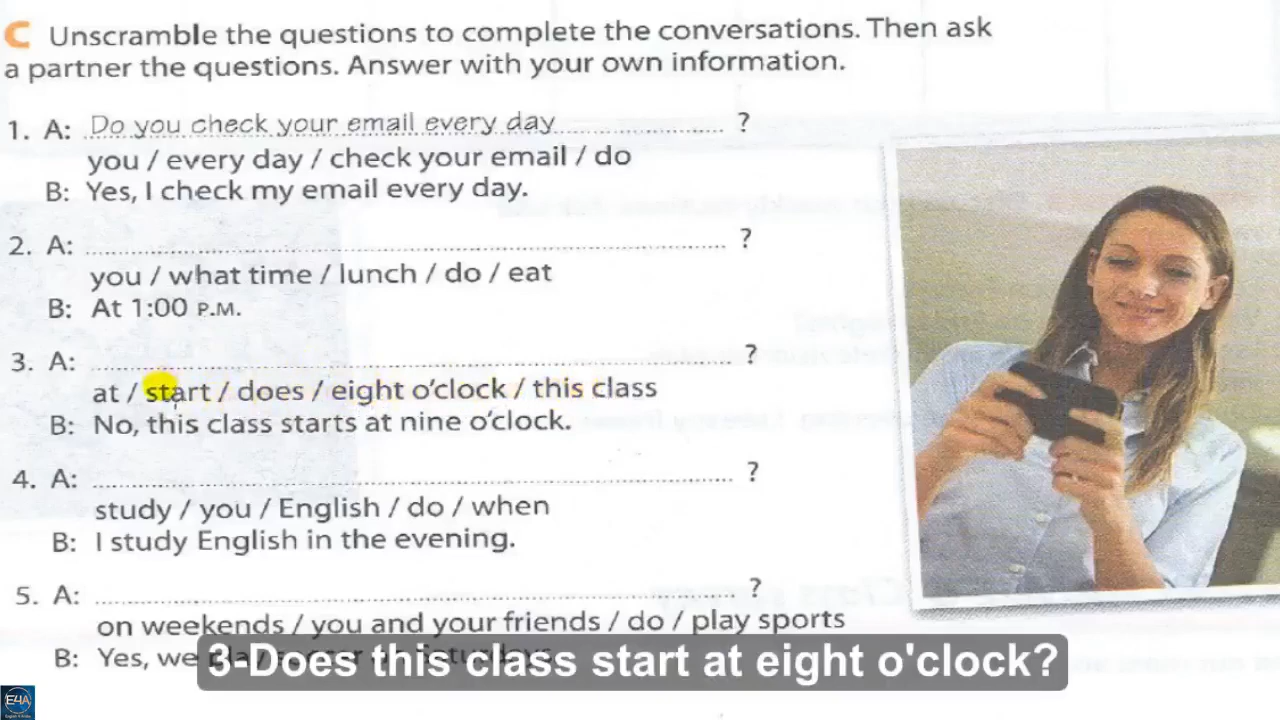 C Unscramble the questions to complete the conversations. Then ask
a partner the questions. Answer with your own information.
1. A: Do you check your email every day ?
you / every day / check your email / do
B: Yes, I check my email every day.
2. A: ?
you / what time / lunch / do / eat
B: At 1:00 P.M.
3. A: ?
at / start / does / eight o'clock / this class
B: No, this class starts at nine o'clock.
4. A: ?
study / you / English / do / when
B: I study English in the evening.
5. A: ?
on weekends / you and your friends / do / play sports
B: Yes, we
3-Does this class start at eight o'clock?
E4A